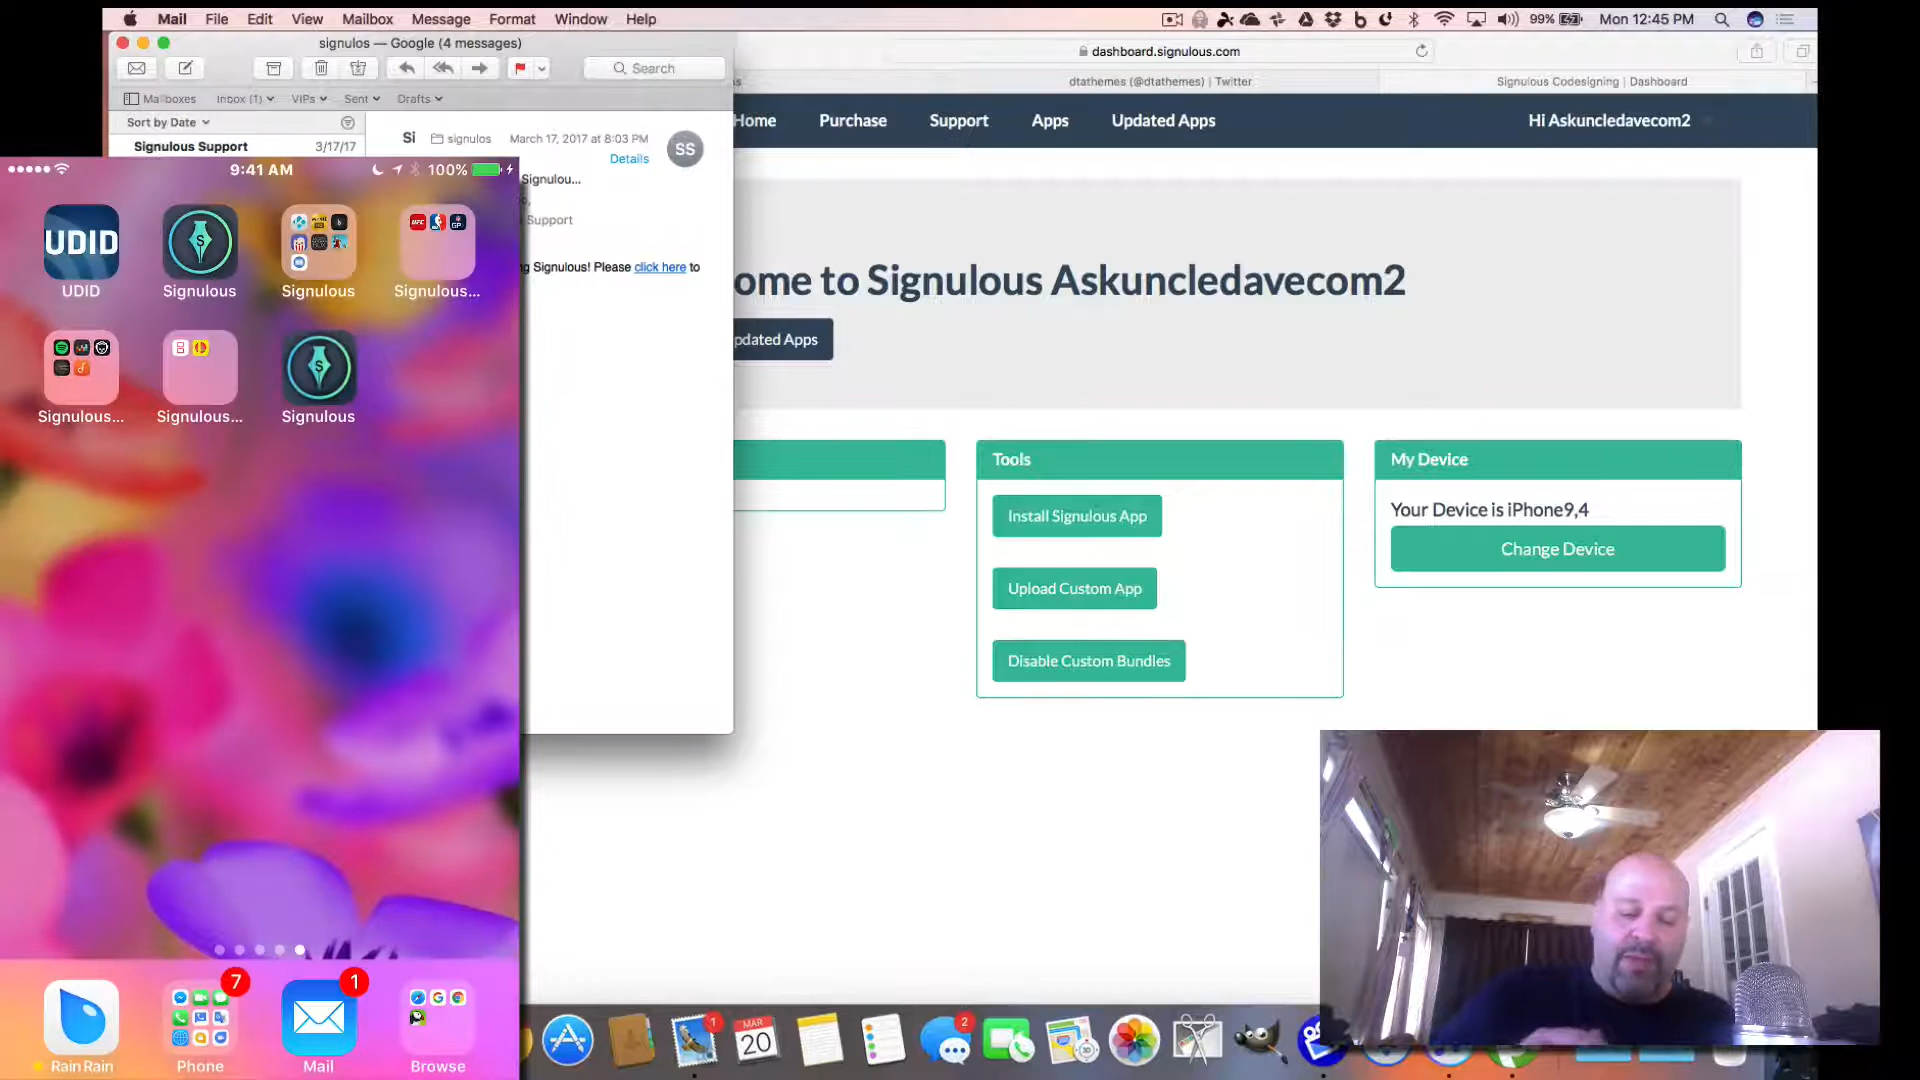 Mail File Edit View Mailbox Message Format Window Help
99% Mon 12:45 PM
signulos — Google (4 messages)
dashboard.signulous.com
Search
dtathemes (@dtathemes) | Twitter
Signulous Codesigning | Dashboard
Mailboxes Inbox (1) VIPs Sent Drafts
Sort by Date
Signulous Support 3/17/17
Si signulos March 17, 2017 at 8:03 PM
SS
Details
Signulou...
Support
g Signulous! Please click here to
Home Purchase Support Apps Updated Apps Hi Askuncledavecom2
ome to Signulous Askuncledavecom2
pdated Apps
Tools
Install Signulous App
Upload Custom App
Disable Custom Bundles
My Device
Your Device is iPhone9,4
Change Device
9:41 AM 100%
UDID
UDID Signulous Signulous Signulous...
Signulous... Signulous... Signulous
7 1
Rain Rain Phone Mail Browse
1
MAR
20
2